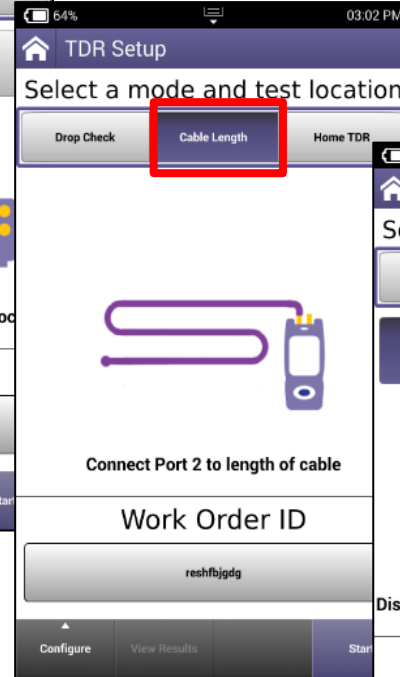 64% 03:02 PM
TDR Setup
Select a mode and test location
Drop Check Cable Length Home TDR
Connect Port 2 to length of cable
Work Order ID
reshfbjgdg
Configure View Results Start